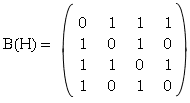 B(H)=
0 1 1 1
1 0 1 0
1 1 0 1
1 0 1 0